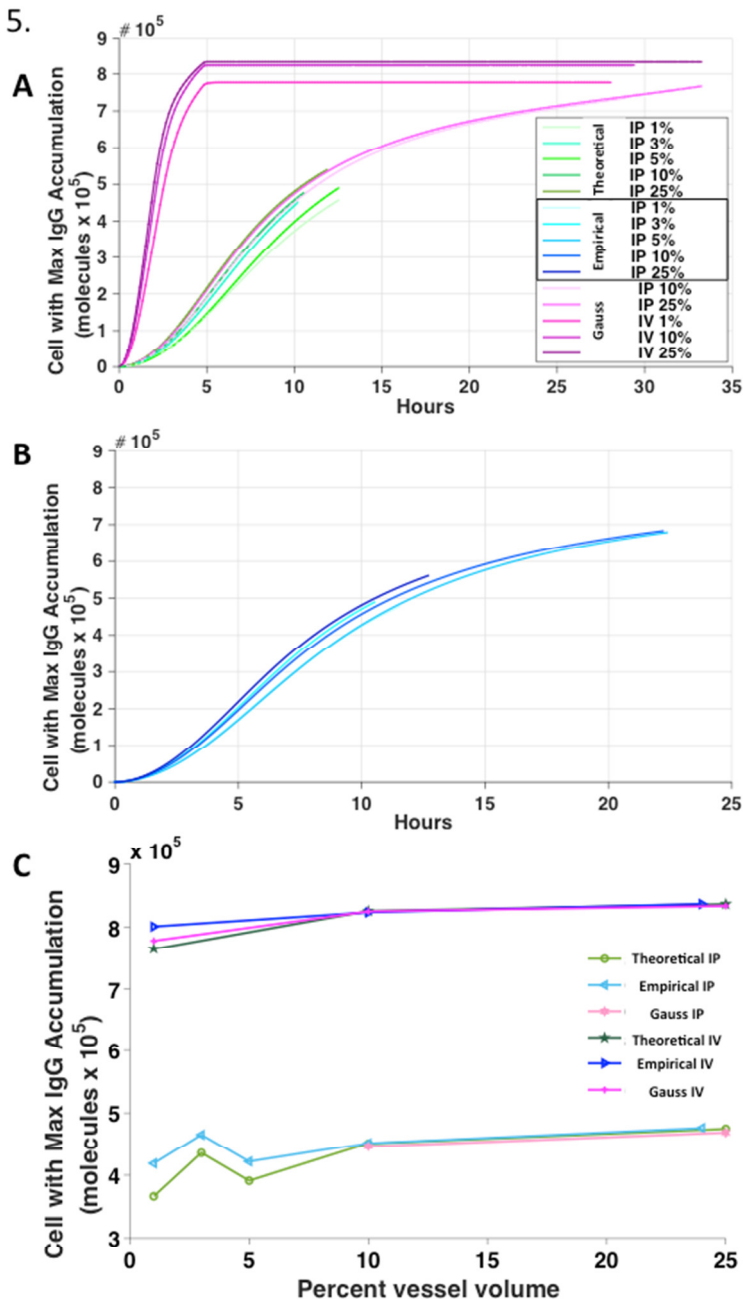 5.
A
# 10^5
9
8
7
6
5
4
3
2
1
0
Cell with Max IgG Accumulation
(molecules x 10^5)
0 5 10 15 20 25 30 35
Hours
Theoretical
IP 1%
IP 3%
IP 5%
IP 10%
IP 25%
Empirical
IP 1%
IP 3%
IP 5%
IP 10%
IP 25%
Gauss
IP 10%
IP 25%
IV 1%
IV 10%
IV 25%
B
# 10^5
9
8
7
6
5
4
3
2
1
0
Cell with Max IgG Accumulation
(molecules x 10^5)
0 5 10 15 20 25
Hours
C
x 10^5
9
8
7
6
5
4
3
Cell with Max IgG Accumulation
(molecules x 10^5)
Theoretical IP
Empirical IP
Gauss IP
Theoretical IV
Empirical IV
Gauss IV
0 5 10 15 20 25
Percent vessel volume